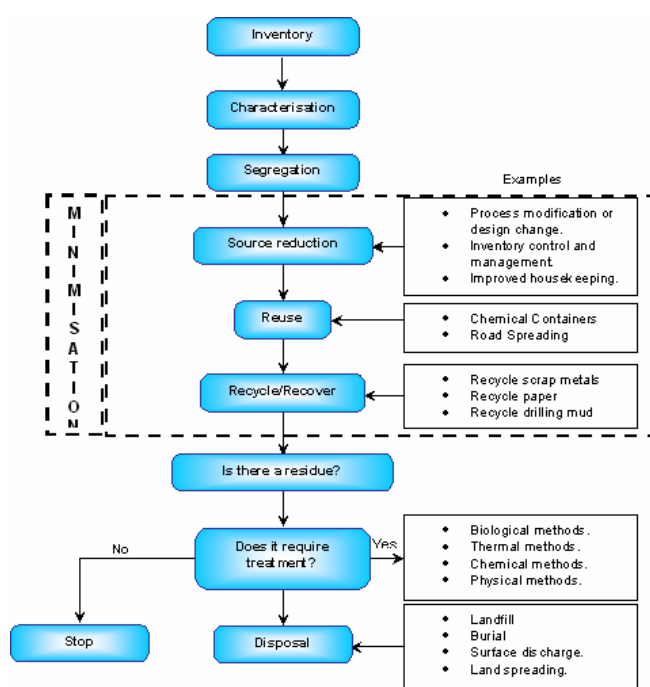 Inventory
Characterisation
Segregation
Examples
MINIMISATION
Source reduction
• Process modification or
design change.
• Inventory control and
management.
• Improved housekeeping.
Reuse
• Chemical Containers
• Road Spreading
Recycle/Recover
• Recycle scrap metals
• Recycle paper
• Recycle drilling mud
Is there a residue?
No
Does it require
treatment?
Yes
• Biological methods.
• Thermal methods.
• Chemical methods.
• Physical methods.
Stop
Disposal
• Landfill
• Burial
• Surface discharge.
• Land spreading.